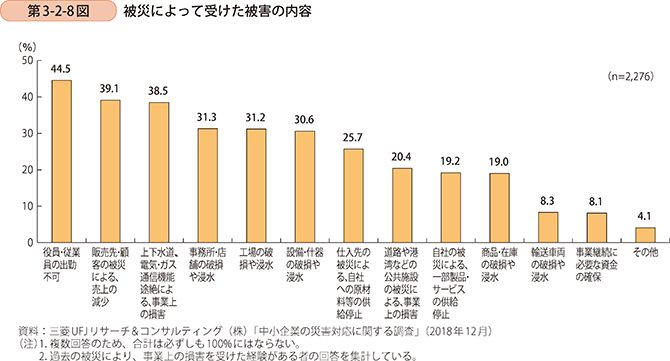 第3-2-8図 被災によって受けた被害の内容
(%)
50
40
30
20
10
0
(n=2,276)
44.5
39.1
38.5
31.3
31.2
30.6
25.7
20.4
19.2
19.0
8.3
8.1
4.1
役員・従業
員の出勤
不可
販売先・顧
客の被災
による、
売上の
減少
上下水道、
電気・ガス
通信機能
途絶によ
る、事業上
の損害
事務所・店
舗の破損
や浸水
工場の破
損や浸水
設備・什器
の破損や
浸水
仕入先の
被災によ
る、自社
への原材
料等の供
給停止
道路や港
湾などの
公共施設
の被災に
よる、事業
上の損害
自社の被
災による、
一部製品・
サービス
の供給
停止
商品・在庫
の破損や
浸水
輸送車両
の破損や
浸水
事業継続に
必要な資金
の確保
その他
資料:三菱UFJリサーチ&コンサルティング(株)「中小企業の災害対応に関する調査」(2018年12月)
(注)1. 複数回答のため、合計は必ずしも100%にはならない。
2. 過去の被災により、事業上の損害を受けた経験がある者の回答を集計している。